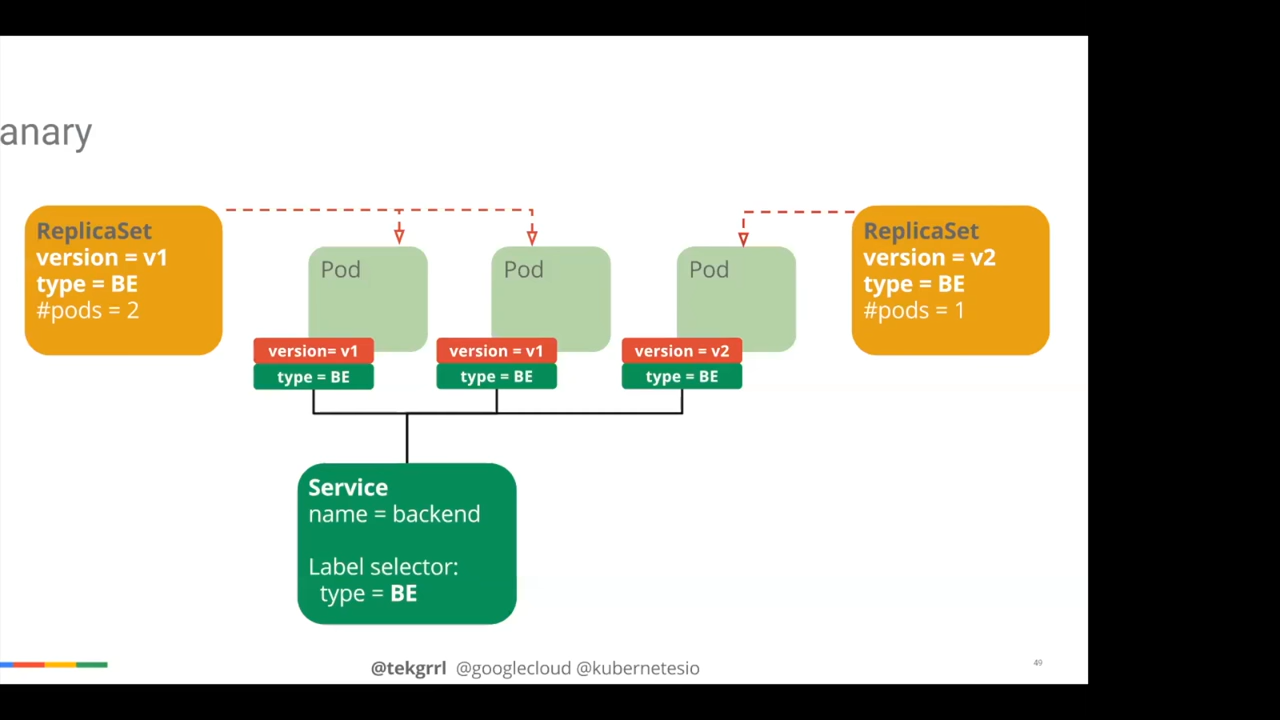 anary
ReplicaSet
version = v1
type = BE
#pods = 2
Pod
version= v1
type = BE
Pod
version = v1
type = BE
Pod
version = v2
type = BE
ReplicaSet
version = v2
type = BE
#pods = 1
Service
name = backend
Label selector:
type = BE
@tekgrrl @googlecloud @kubernetesio
49